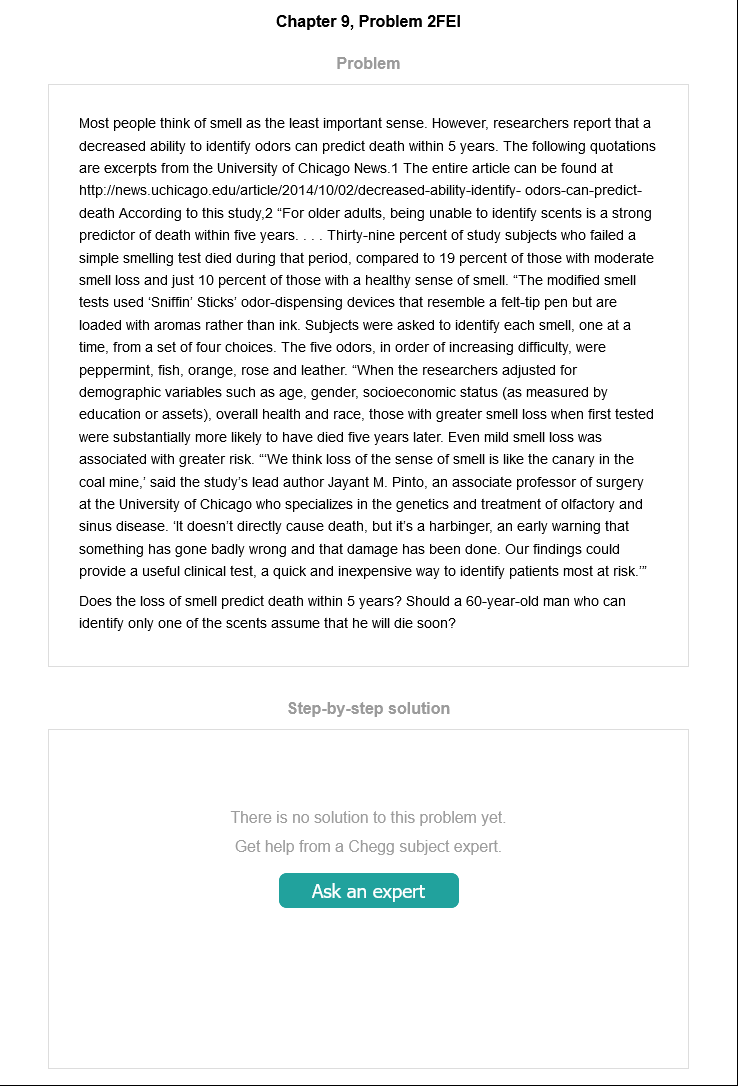 Chapter 9, Problem 2FEI
Problem
Most people think of smell as the least important sense. However, researchers report that a
decreased ability to identify odors can predict death within 5 years. The following quotations
are excerpts from the University of Chicago News.1 The entire article can be found at
http://news.uchicago.edu/article/2014/10/02/decreased-ability-identify- odors-can-predict-
death According to this study,2 “For older adults, being unable to identify scents is a strong
predictor of death within five years. . . . Thirty-nine percent of study subjects who failed a
simple smelling test died during that period, compared to 19 percent of those with moderate
smell loss and just 10 percent of those with a healthy sense of smell. “The modified smell
tests used ‘Sniffin’ Sticks’ odor-dispensing devices that resemble a felt-tip pen but are
loaded with aromas rather than ink. Subjects were asked to identify each smell, one at a
time, from a set of four choices. The five odors, in order of increasing difficulty, were
peppermint, fish, orange, rose and leather. “When the researchers adjusted for
demographic variables such as age, gender, socioeconomic status (as measured by
education or assets), overall health and race, those with greater smell loss when first tested
were substantially more likely to have died five years later. Even mild smell loss was
associated with greater risk. “‘We think loss of the sense of smell is like the canary in the
coal mine,’ said the study’s lead author Jayant M. Pinto, an associate professor of surgery
at the University of Chicago who specializes in the genetics and treatment of olfactory and
sinus disease. ‘It doesn’t directly cause death, but it’s a harbinger, an early warning that
something has gone badly wrong and that damage has been done. Our findings could
provide a useful clinical test, a quick and inexpensive way to identify patients most at risk.’”
Does the loss of smell predict death within 5 years? Should a 60-year-old man who can
identify only one of the scents assume that he will die soon?
Step-by-step solution
There is no solution to this problem yet.
Get help from a Chegg subject expert.
Ask an expert